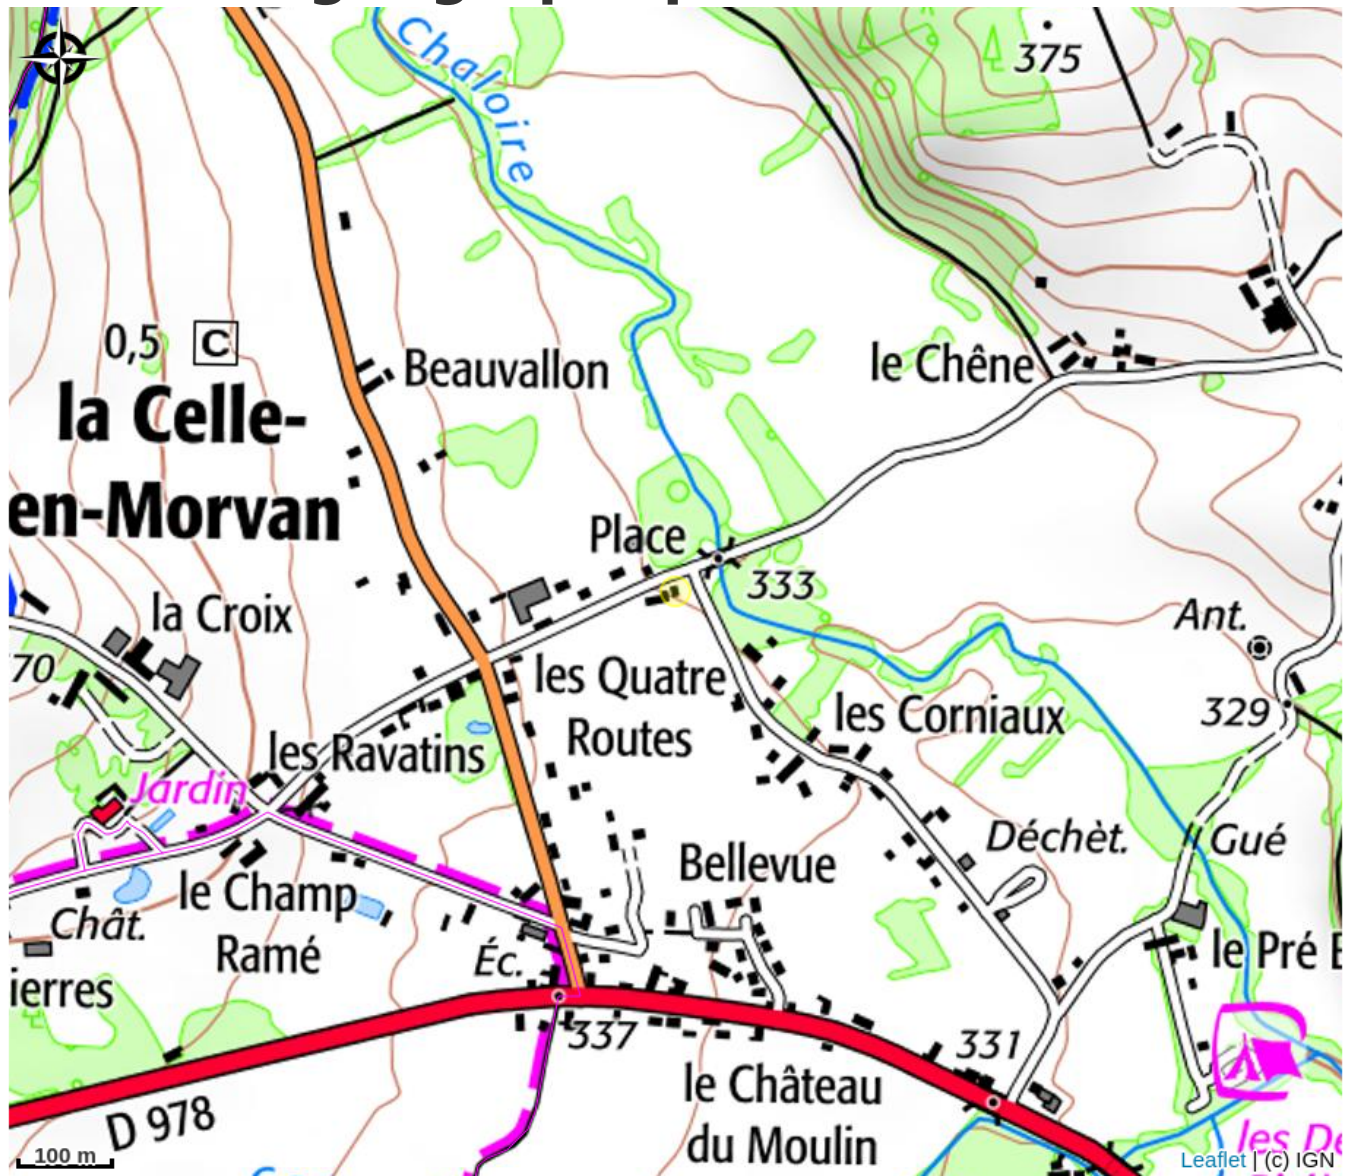 Chaloire
375
0,5 C
Beauvallon
le Chêne
la Celle-
en-Morvan
Place
333
la Croix
Ant.
70
les Quatre
Routes
les Corniaux
329
les Ravatins
Jardin
Déchèt.
Gué
Bellevue
le Champ
Ramé
Chât.
Éc.
le Pré
ierres
337
331
le Château
du Moulin
D 978
les De
100 m
Leaflet | (c) IGN